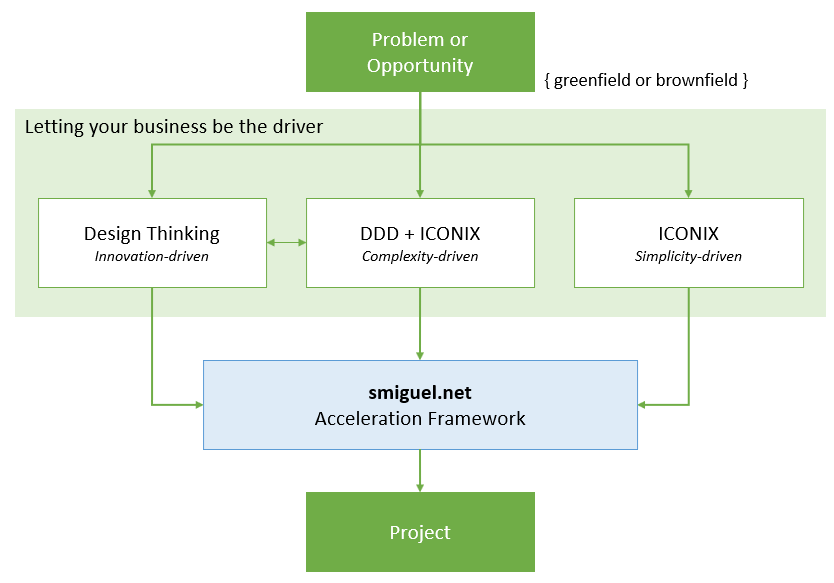 Problem or
Opportunity
{ greenfield or brownfield }
Letting your business be the driver
Design Thinking
Innovation-driven
DDD + ICONIX
Complexity-driven
ICONIX
Simplicity-driven
smiguel.net
Acceleration Framework
Project